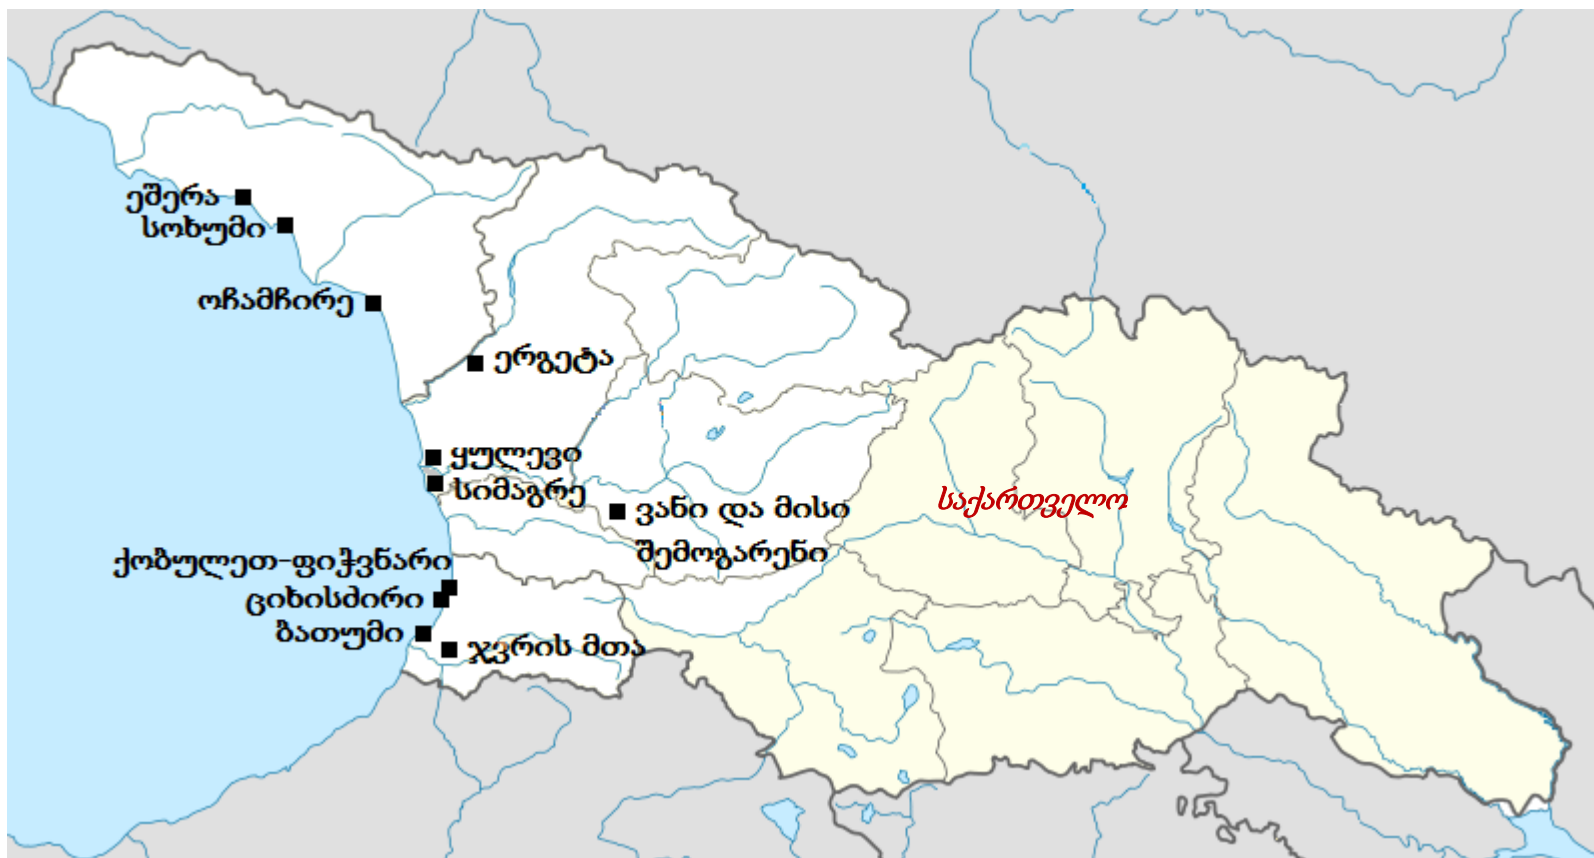 ეშერა
სოხუმი
ოჩამჩირე
ერგეტა
ყულევი
სიმაგრე
ვანი და მისი
შემოგარენი
საქართველო
ქობულეთ-ფიჭვნარი
ციხისძირი
ბათუმი
ჯვრის მთა